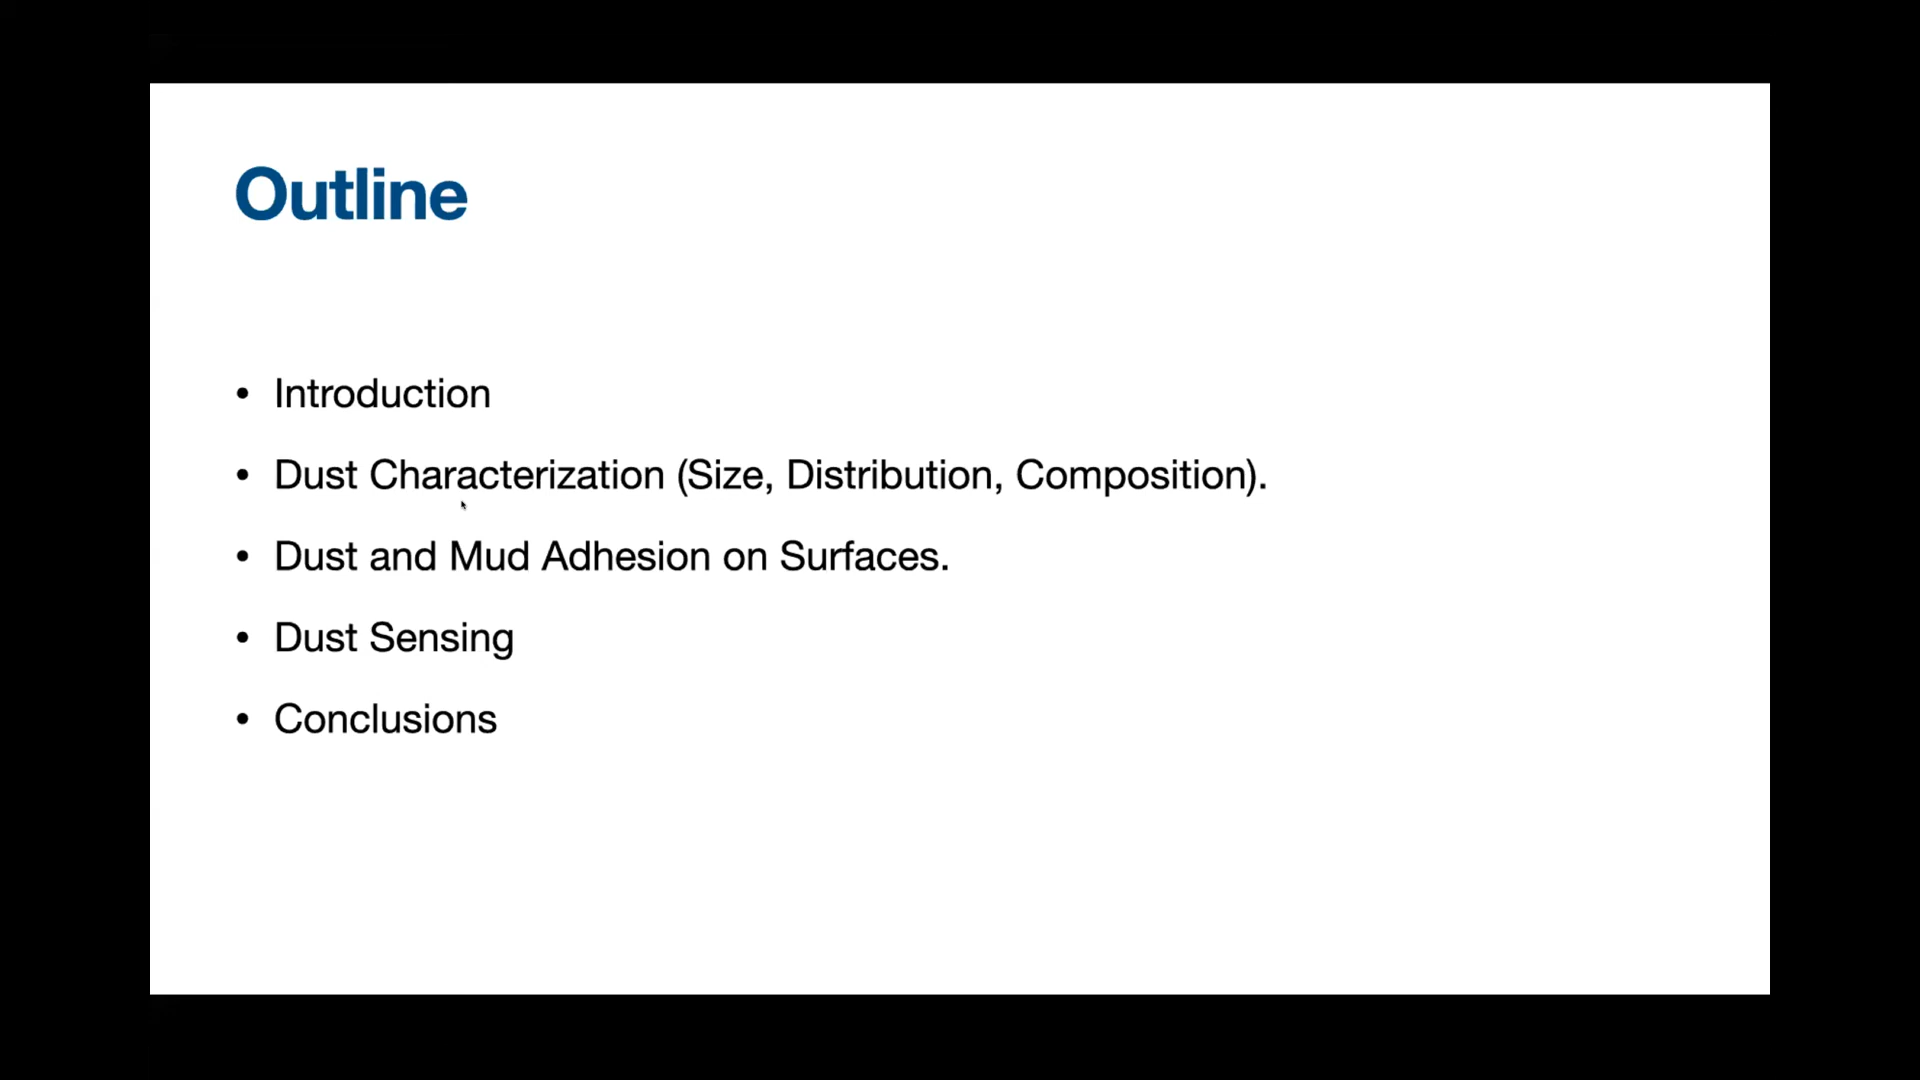 Outline
• Introduction
• Dust Characterization (Size, Distribution, Composition).
• Dust and Mud Adhesion on Surfaces.
• Dust Sensing
• Conclusions